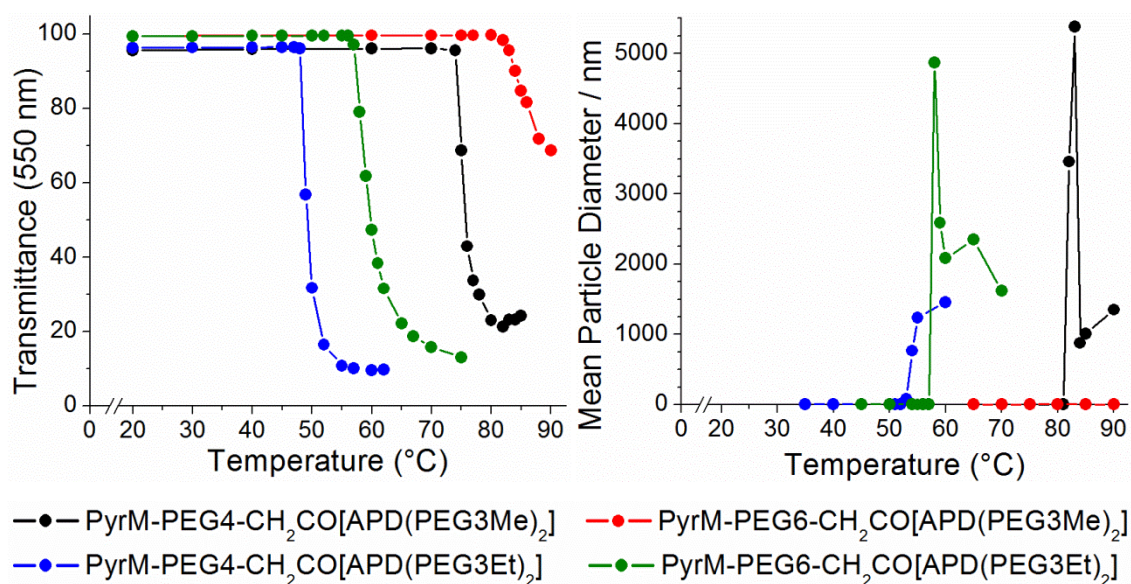 Transmittance (550 nm)
100
80
60
40
20
0
0 20 30 40 50 60 70 80 90
Temperature (°C)
Mean Particle Diameter / nm
5000
4000
3000
2000
1000
0
0 20 30 40 50 60 70 80 90
Temperature (°C)
PyrM-PEG4-CH₂CO[APD(PEG3Me)₂]
PyrM-PEG6-CH₂CO[APD(PEG3Me)₂]
PyrM-PEG4-CH₂CO[APD(PEG3Et)₂]
PyrM-PEG6-CH₂CO[APD(PEG3Et)₂]